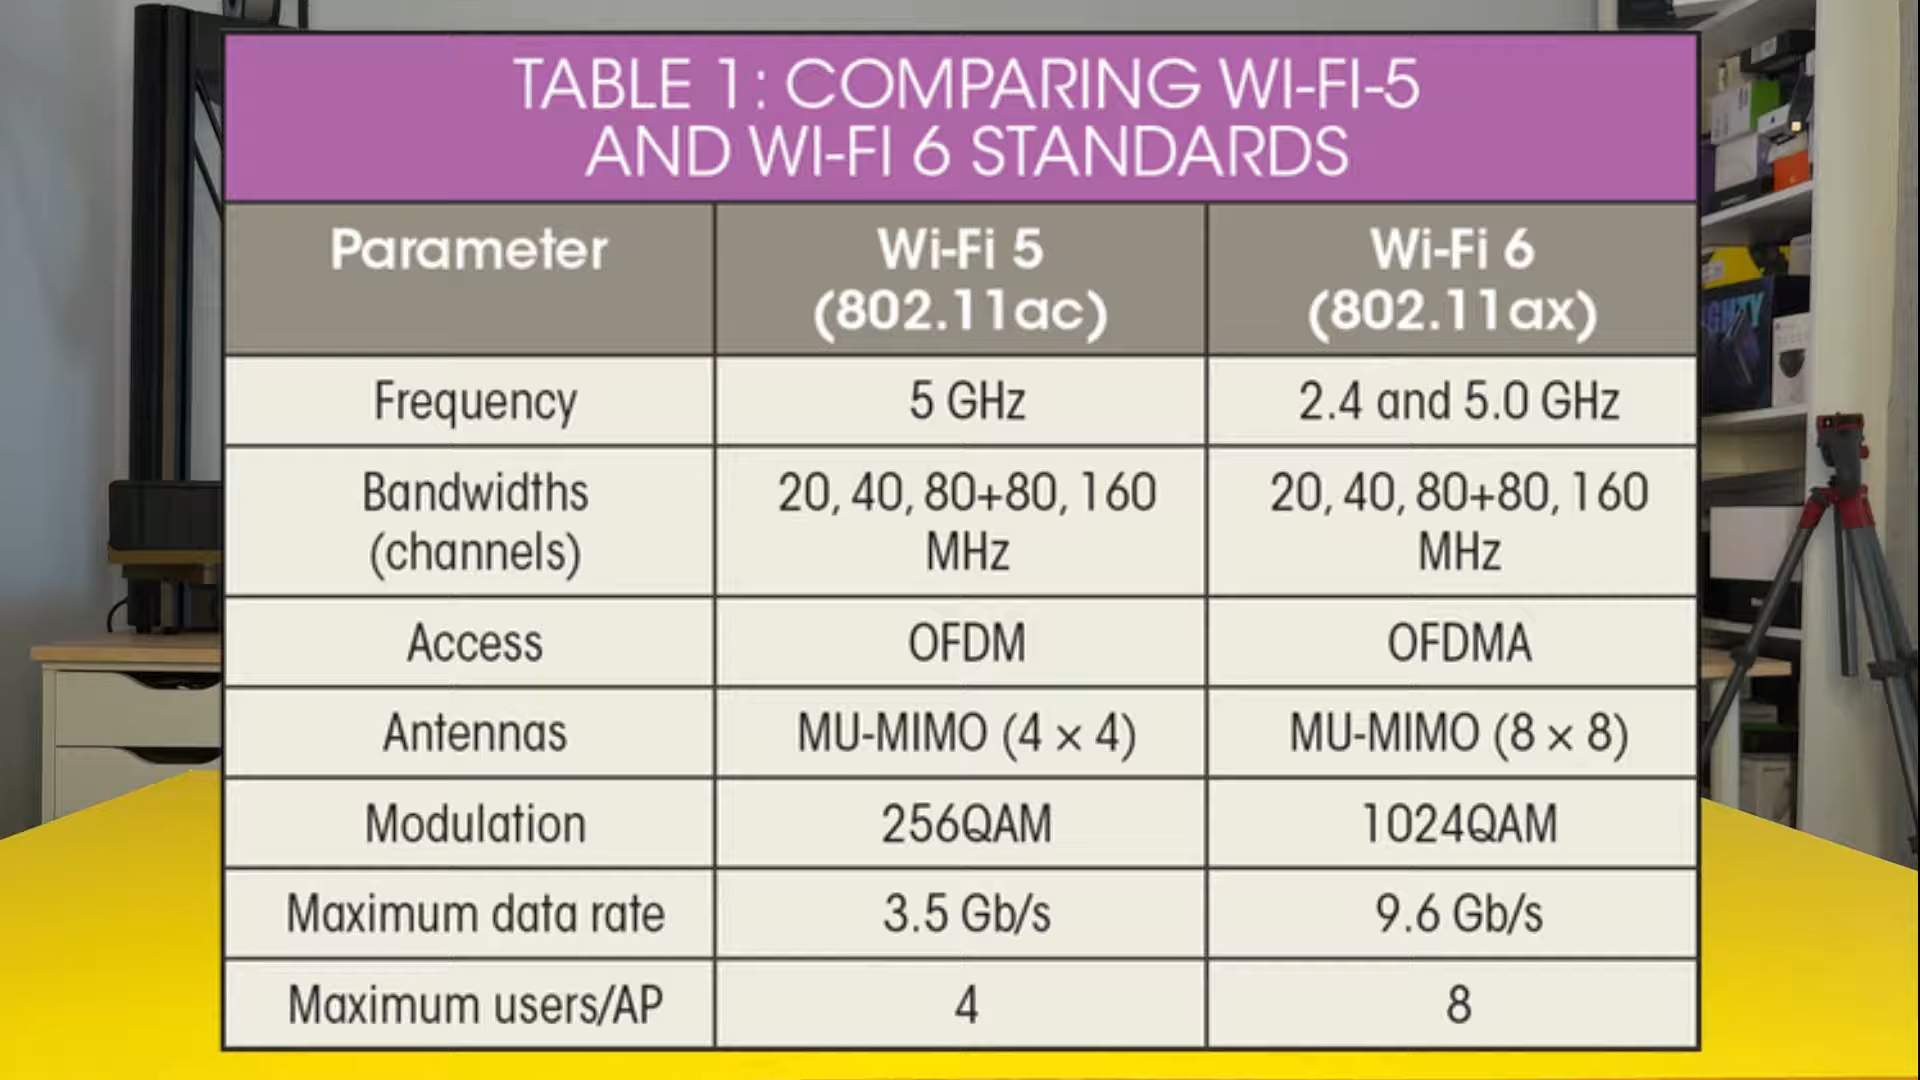 TABLE 1: COMPARING WI-FI-5
AND WI-FI 6 STANDARDS
Parameter
Wi-Fi 5
(802.11ac)
Wi-Fi 6
(802.11ax)
Frequency
5 GHz
2.4 and 5.0 GHz
Bandwidths
(channels)
20, 40, 80+80, 160
MHz
20, 40, 80+80, 160
MHz
Access
OFDM
OFDMA
Antennas
MU-MIMO (4 × 4)
MU-MIMO (8 × 8)
Modulation
256QAM
1024QAM
Maximum data rate
3.5 Gb/s
9.6 Gb/s
Maximum users/AP
4
8